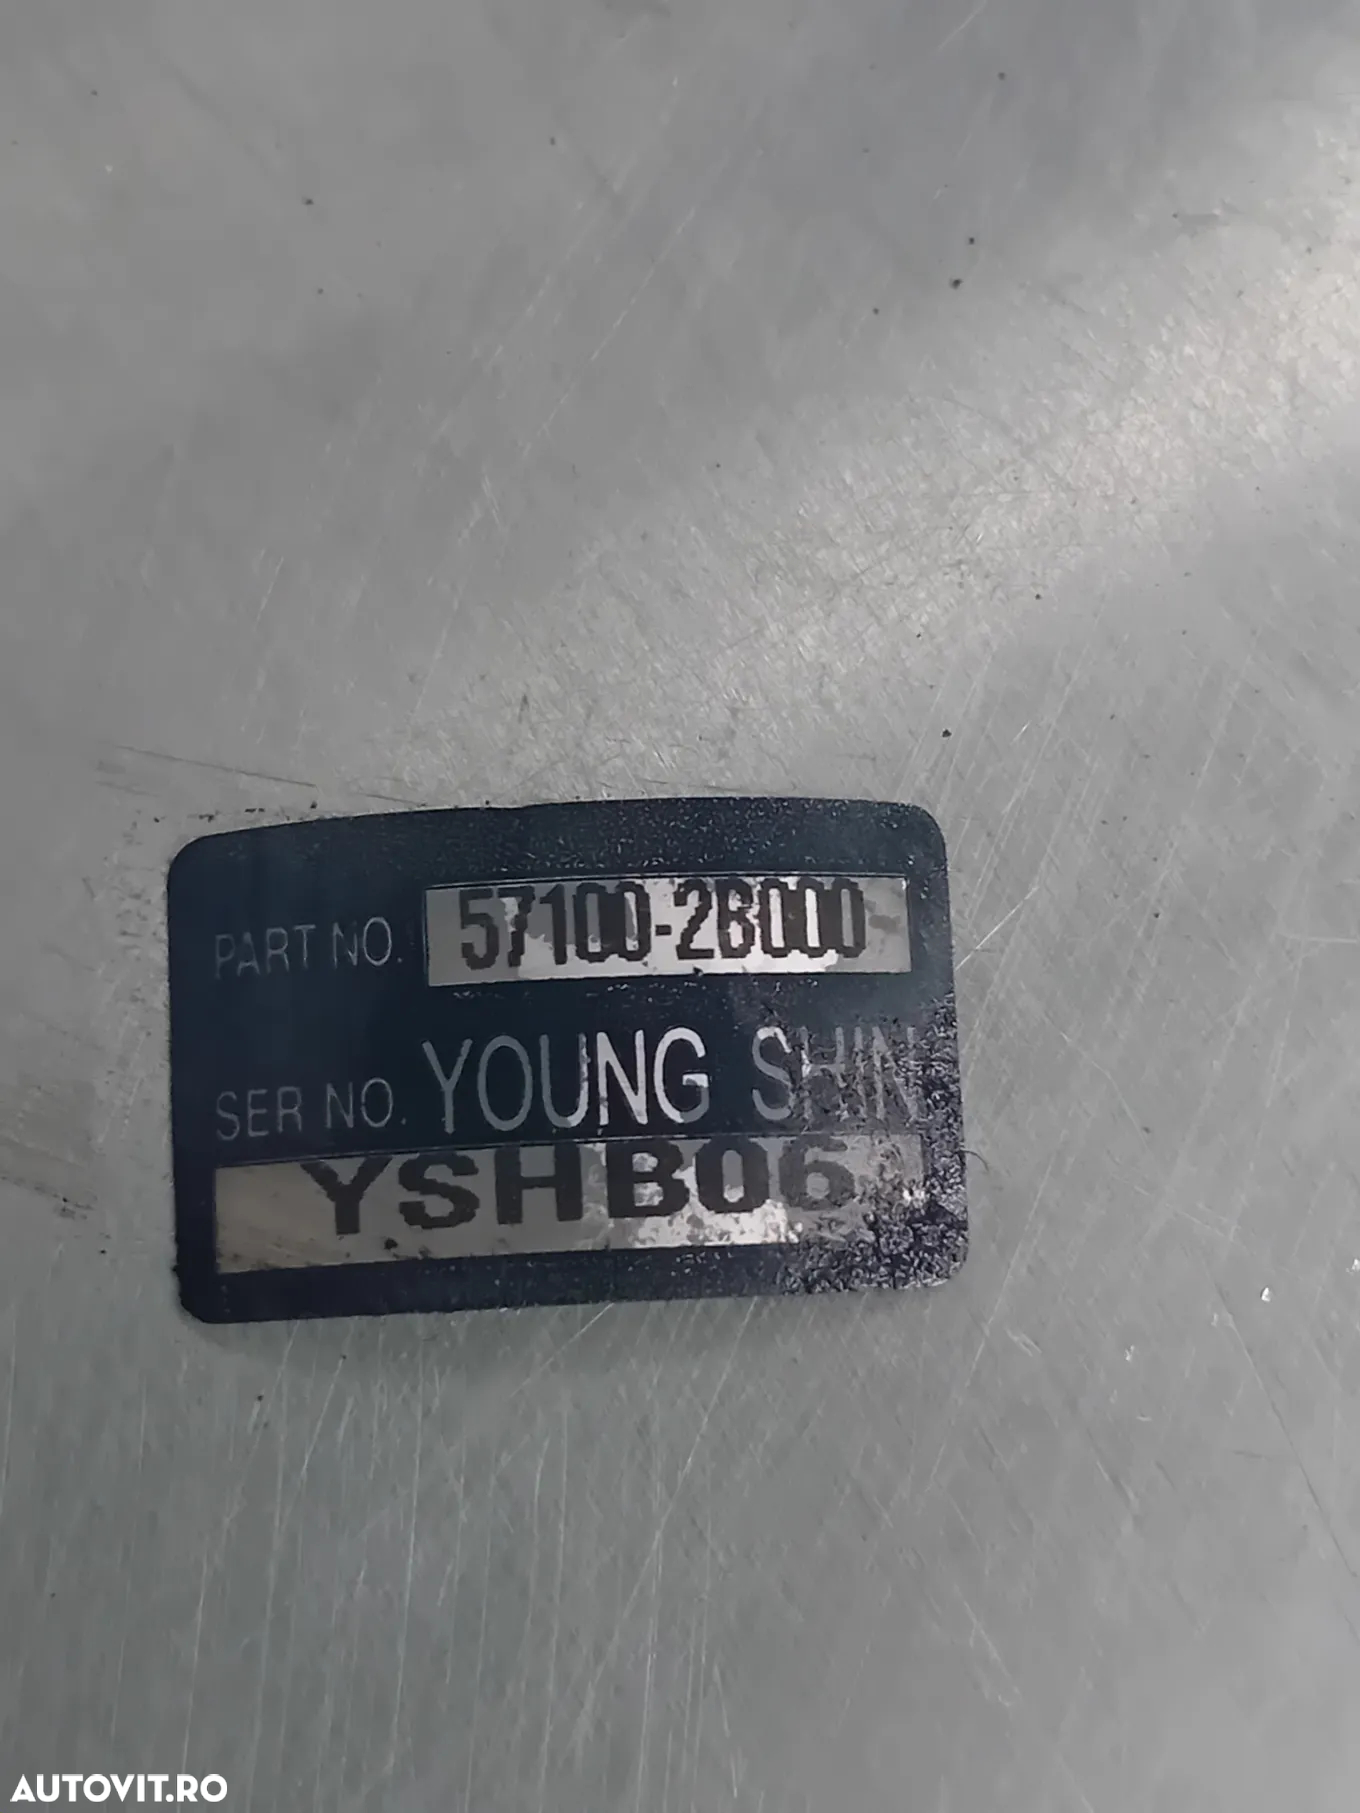 PART NO. 57100-2B000
SER NO. YOUNG SHIN
YSHB06
AUTOVIT.RO